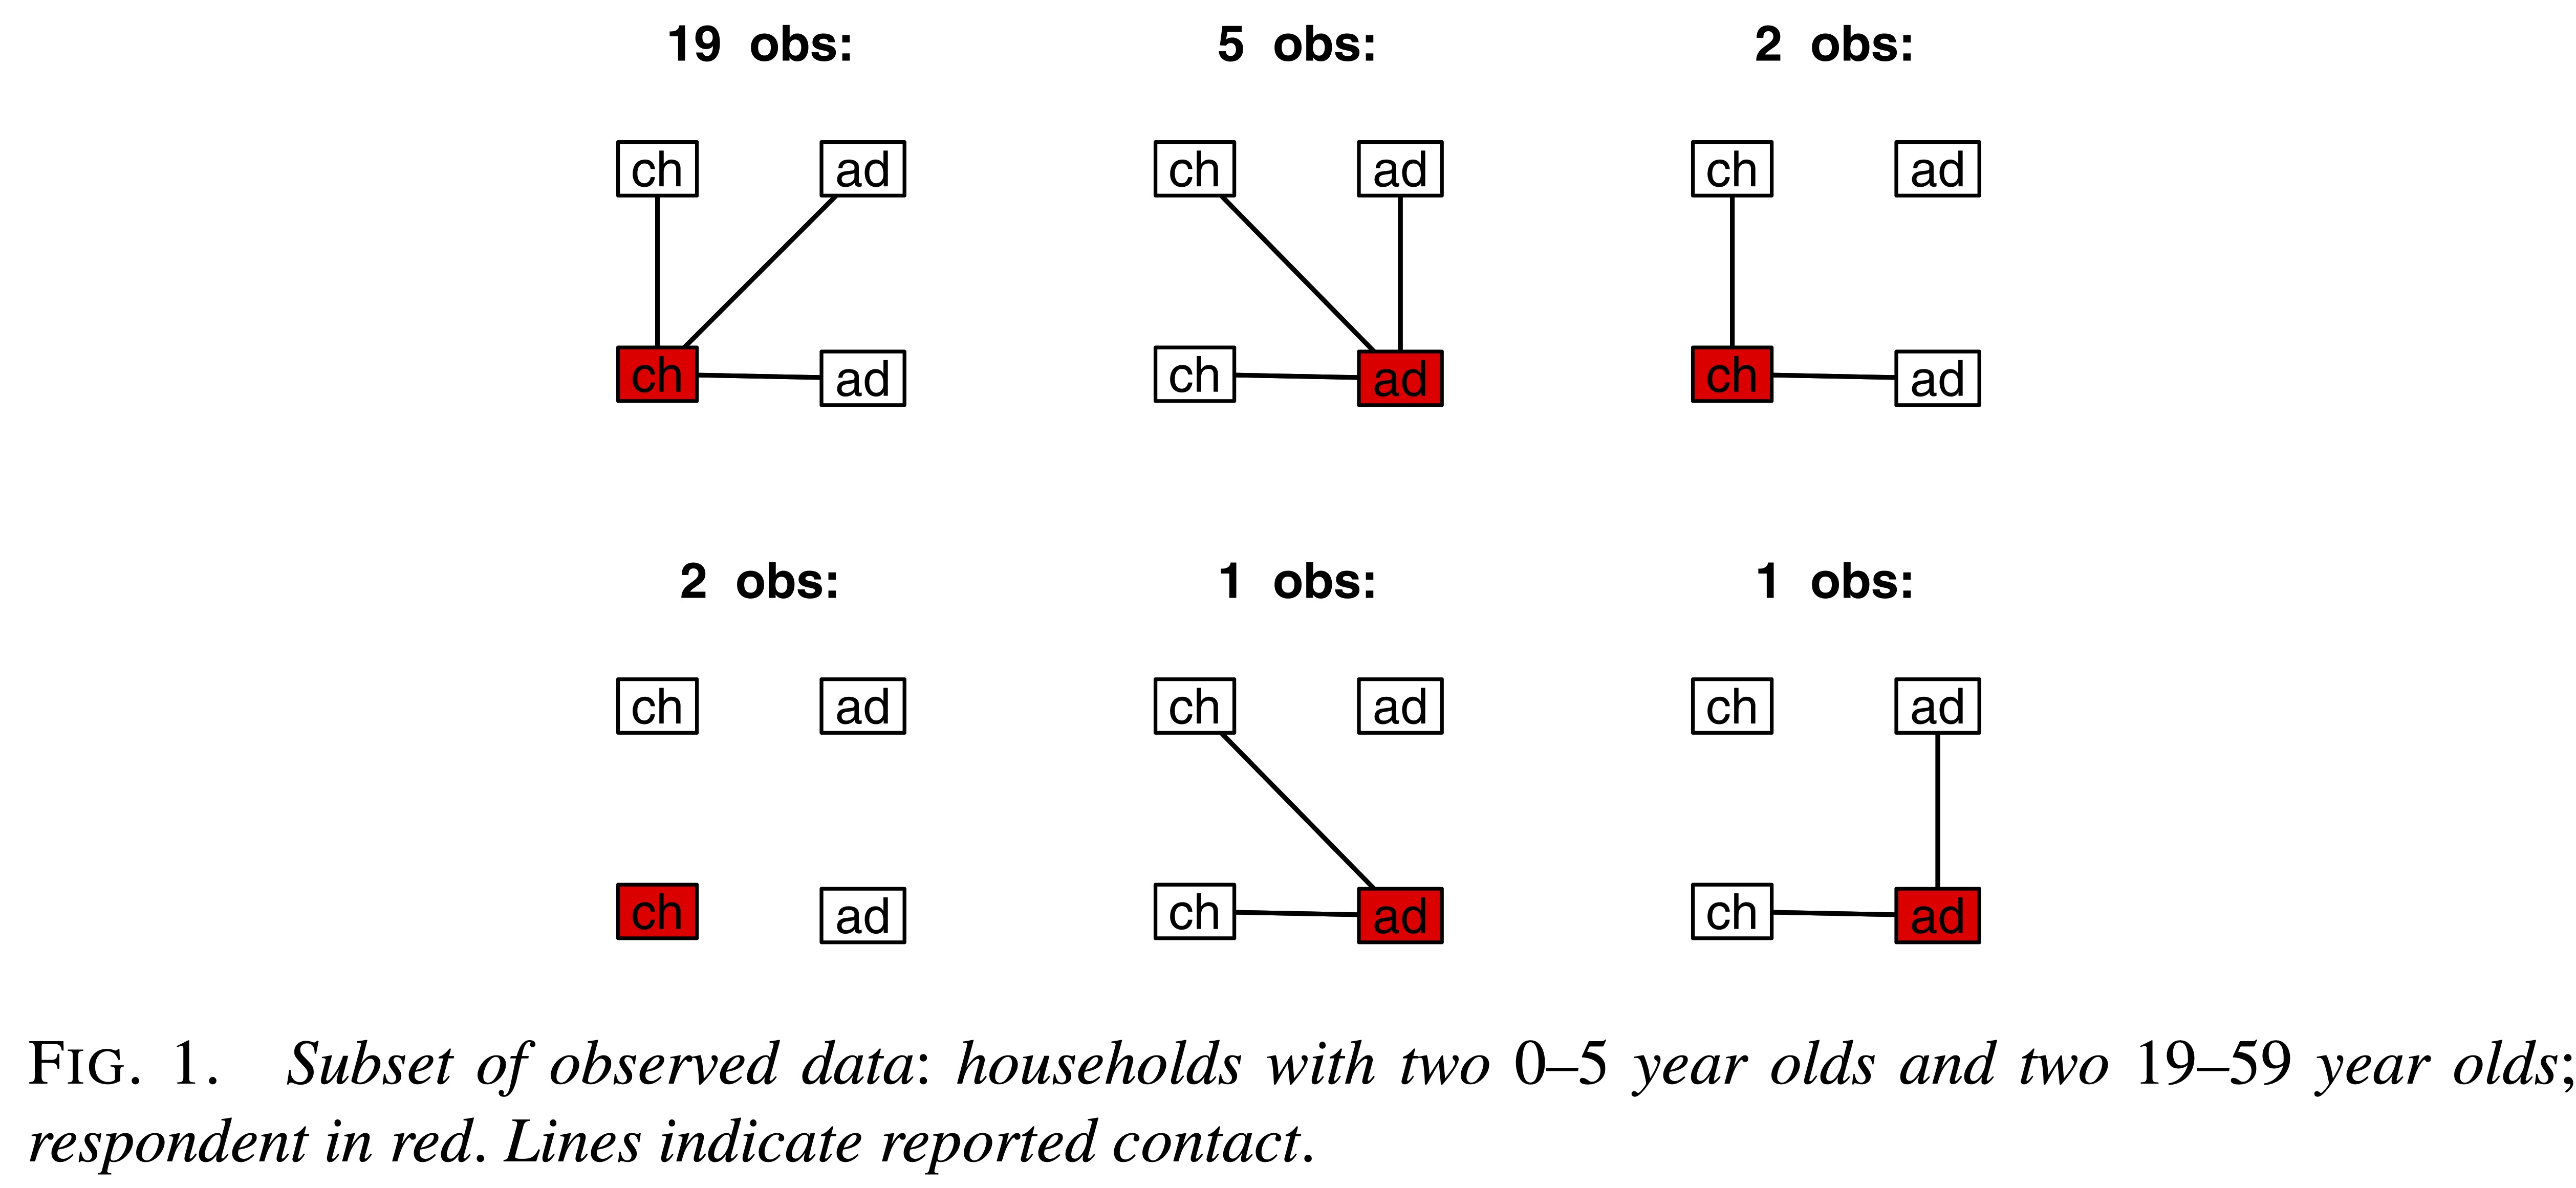 19 obs: 5 obs: 2 obs:
ch ad ch ad ch ad
ch ad ch ad ch ad
2 obs: 1 obs: 1 obs:
ch ad ch ad ch ad
ch ad ch ad ch ad
FIG. 1. Subset of observed data: households with two 0–5 year olds and two 19–59 year olds;
respondent in red. Lines indicate reported contact.